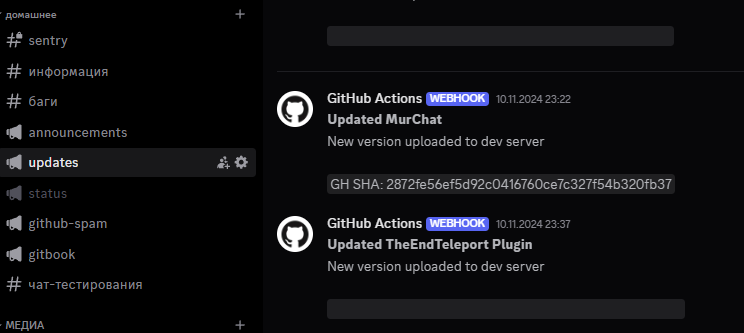 домашнее
sentry
информация
баги
announcements
updates
status
github-spam
gitbook
чат-тестирования
МЕДИА
GitHub Actions WEBHOOK 10.11.2024 23:22
Updated MurChat
New version uploaded to dev server
GH SHA: 2872fe56ef5d92c0416760ce7c327f54b320fb37
GitHub Actions WEBHOOK 10.11.2024 23:37
Updated TheEndTeleport Plugin
New version uploaded to dev server